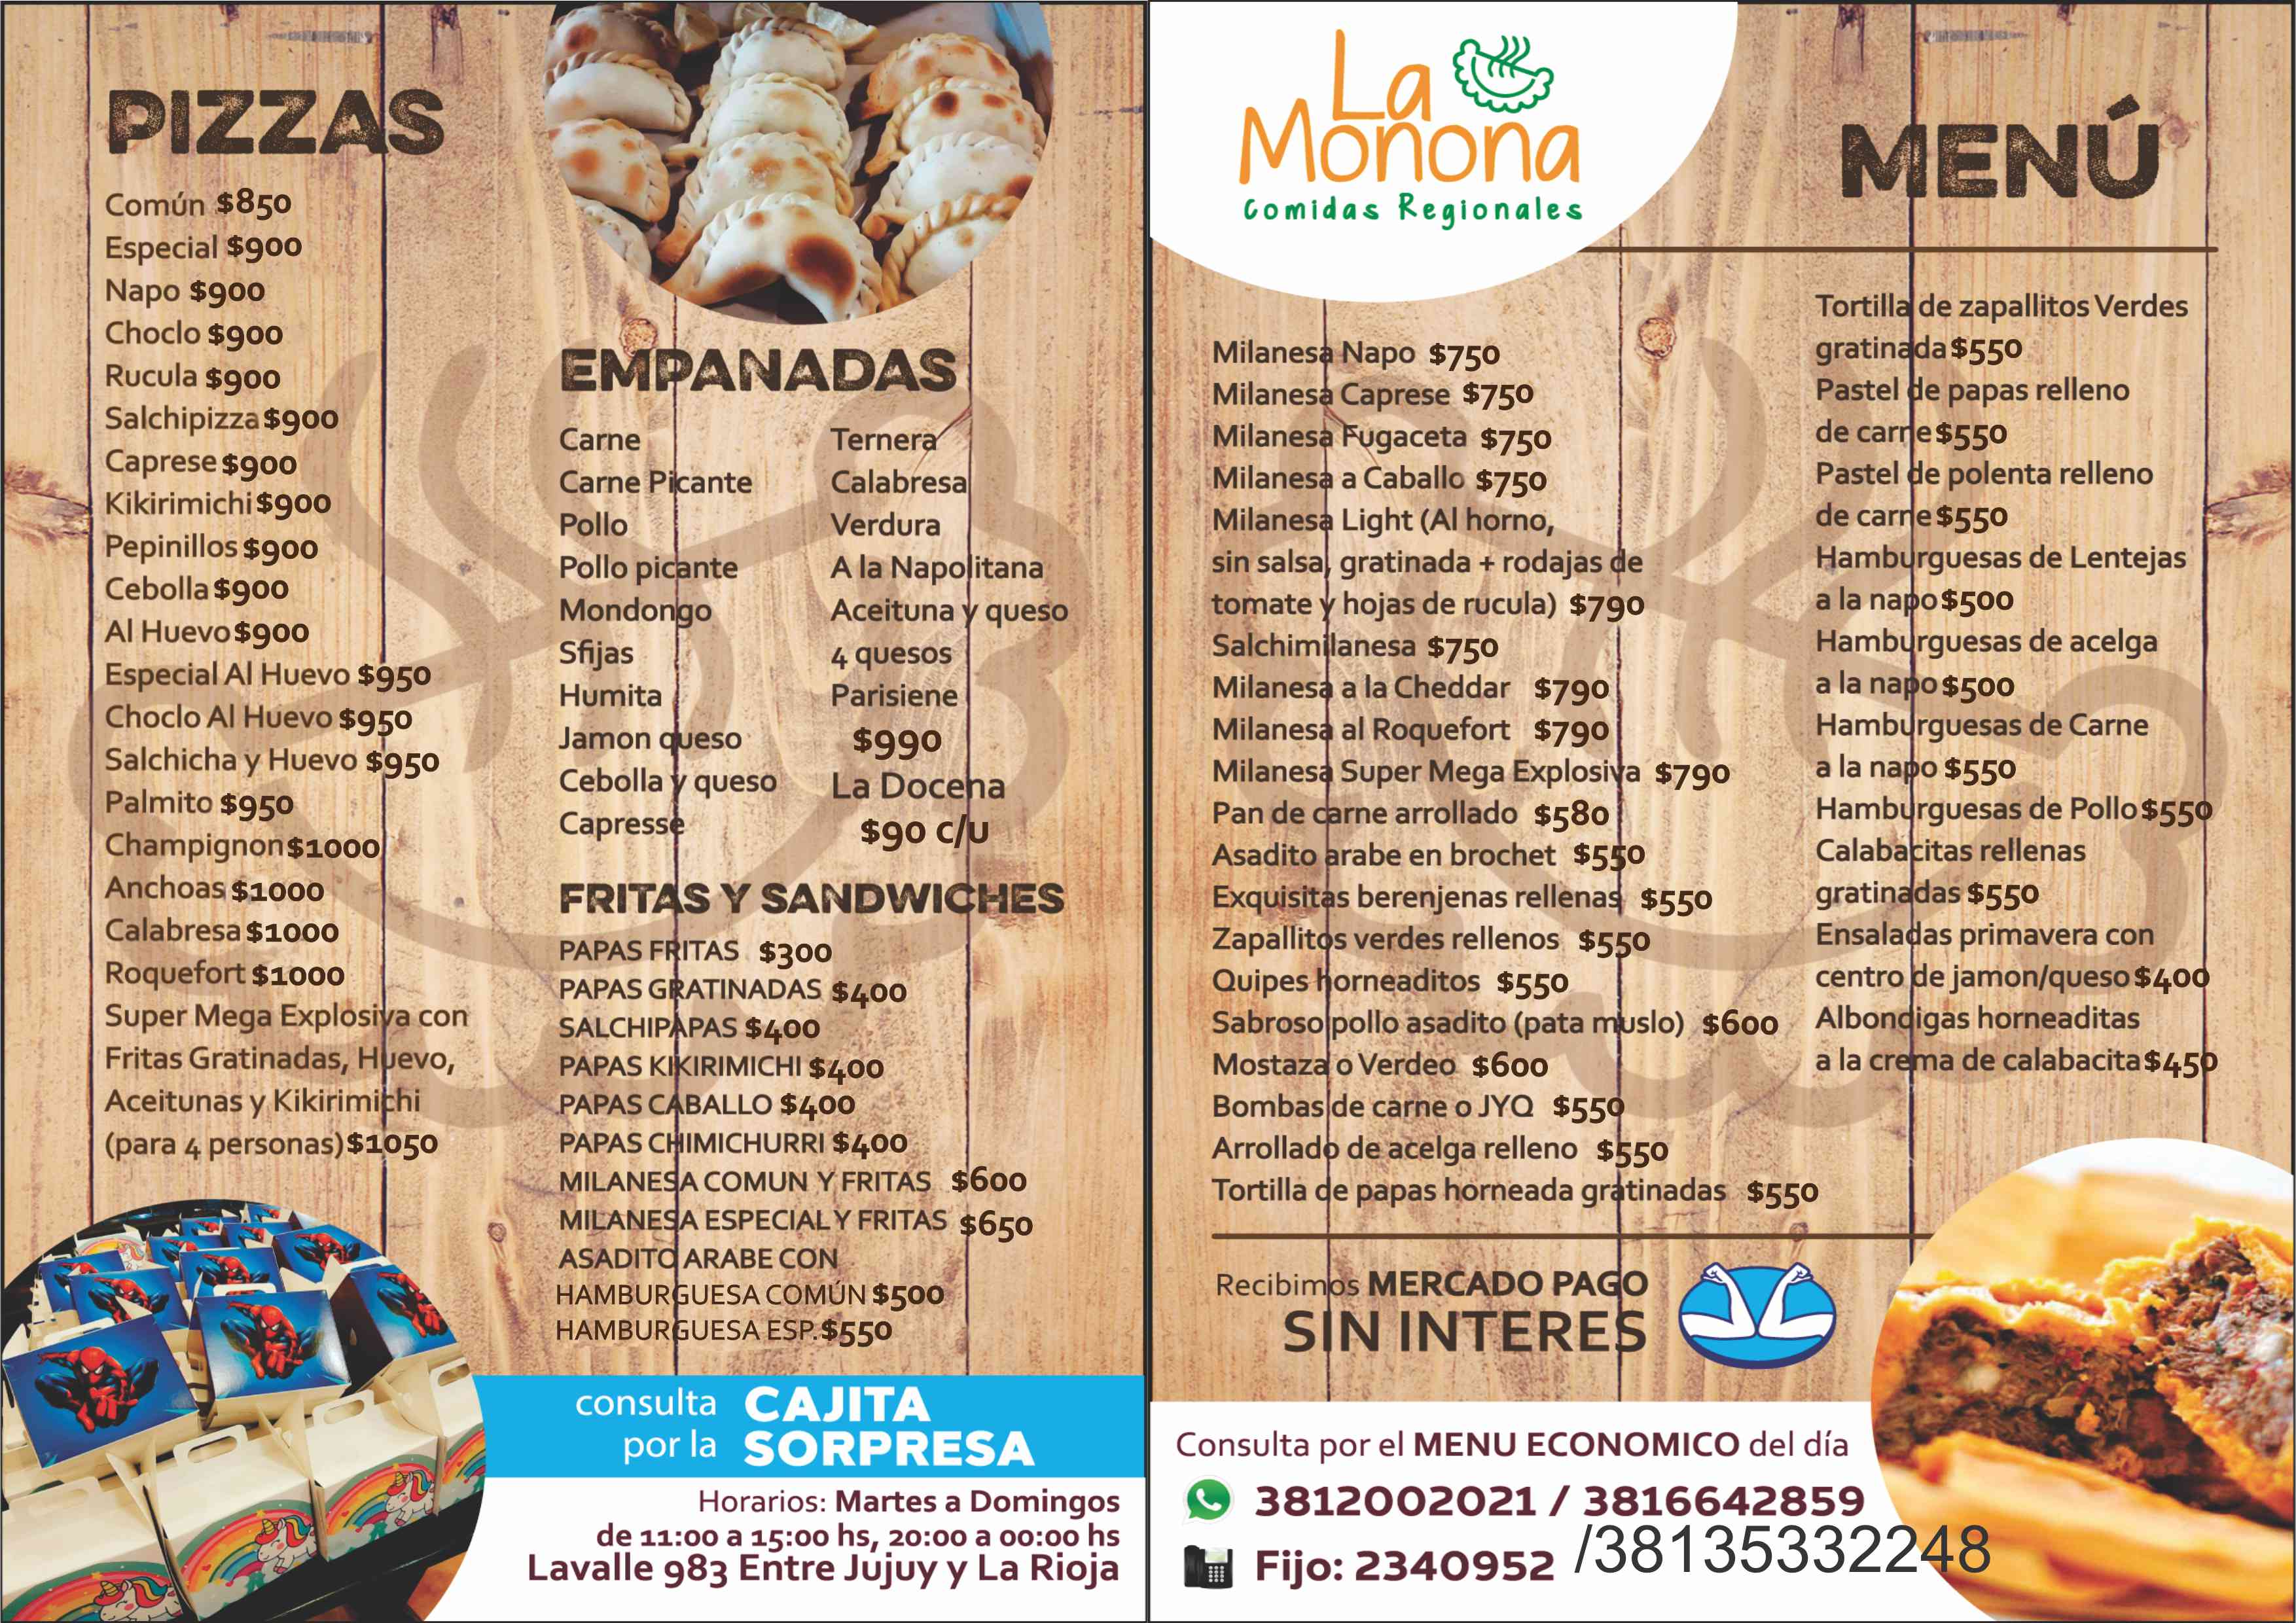 PIZZAS
Común $850
Especial $900
Napo $900
Choclo $900
Rucula $900
Salchipizza $900
Caprese $900
Kikirimichi $900
Pepinillos $900
Cebolla $900
Al Huevo $900
Especial Al Huevo $950
Choclo Al Huevo $950
Salchicha y Huevo $950
Palmito $950
Champignon $1000
Anchoas $1000
Calabresa $1000
Roquefort $1000
Super Mega Explosiva con
Fritas Gratinadas, Huevo,
Aceitunas y Kikirimichi
(para 4 personas) $1050
EMPANADAS
Carne
Carne Picante
Pollo
Pollo picante
Mondongo
Sfijas
Humita
Jamon queso
Cebolla y queso
Capresse
Ternera
Calabresa
Verdura
A la Napolitana
Aceituna y queso
4 quesos
Parisiene
$990
La Docena
$90 c/u
FRITAS Y SANDWICHES
PAPAS FRITAS $300
PAPAS GRATINADAS $400
SALCHIPAPAS $400
PAPAS KIKIRIMICHI $400
PAPAS CABALLO $400
PAPAS CHIMICHURRI $400
MILANESA COMUN Y FRITAS $600
MILANESA ESPECIAL Y FRITAS $650
ASADITO ARABE CON
HAMBURGUESA COMÚN $500
HAMBURGUESA ESP. $550
consulta
por la
CAJITA
SORPRESA
Horarios: Martes a Domingos
de 11:00 a 15:00 hs, 20:00 a 00:00 hs
Lavalle 983 Entre Jujuy y La Rioja
La
Monona
Comidas Regionales
MENÚ
Milanesa Napo $750
Milanesa Caprese $750
Milanesa Fugaceta $750
Milanesa a Caballo $750
Milanesa Light (Al horno,
sin salsa, gratinada + rodajas de
tomate y hojas de rucula) $790
Salchimilanesa $750
Milanesa a la Cheddar $790
Milanesa al Roquefort $790
Milanesa Super Mega Explosiva $790
Pan de carne arrollado $580
Asadito arabe en brochet $550
Exquisitas berenjenas rellenas $550
Zapallitos verdes rellenos $550
Quipes horneaditos $550
Sabroso pollo asadito (pata muslo) $600
Mostaza o Verdeo $600
Bombas de carne o JYQ $550
Arrollado de acelga relleno $550
Tortilla de papas horneada gratinadas $550
Tortilla de zapallitos Verdes
gratinada $550
Pastel de papas relleno
de carne $550
Pastel de polenta relleno
de carne $550
Hamburguesas de Lentejas
a la napo $500
Hamburguesas de acelga
a la napo $500
Hamburguesas de Carne
a la napo $550
Hamburguesas de Pollo $550
Calabacitas rellenas
gratinadas $550
Ensaladas primavera con
centro de jamon/queso $400
Albondigas horneaditas
a la crema de calabacita $450
Recibimos MERCADO PAGO
SIN INTERES
Consulta por el MENU ECONOMICO del día
3812002021 / 3816642859
Fijo: 2340952 /38135332248